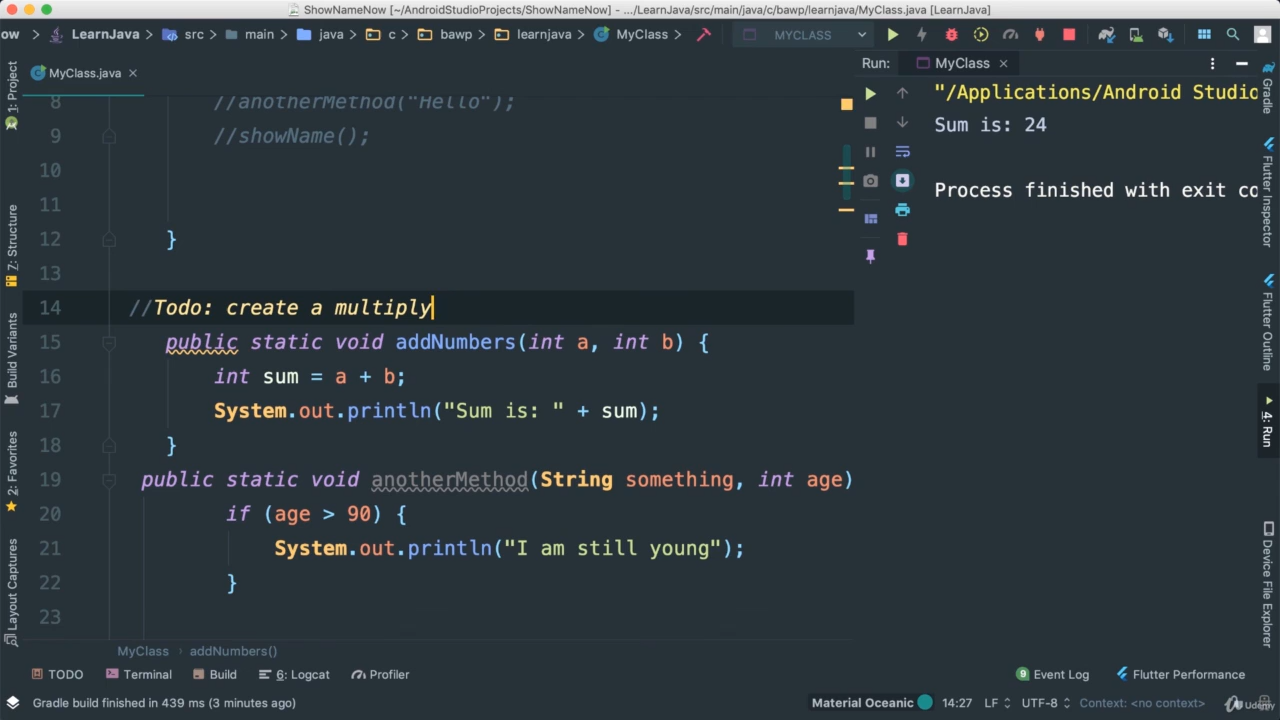 ShowNameNow [~/AndroidStudioProjects/ShowNameNow] - .../LearnJava/src/main/java/c/bawp/learnjava/MyClass.java [LearnJava]
ow > LearnJava > src > main > java > c > bawp > learnjava > MyClass > MYCLASS
MyClass.java
Run: MyClass
1: Project
7: Structure
Build Variants
2: Favorites
Layout Captures
8 //anotherMethod("Hello");
9 //showName();
10
11
12 }
13
14 //Todo: create a multiply
15 public static void addNumbers(int a, int b) {
16 int sum = a + b;
17 System.out.println("Sum is: " + sum);
18 }
19 public static void anotherMethod(String something, int age)
20 if (age > 90) {
21 System.out.println("I am still young");
22 }
23
"/Applications/Android Studio
Sum is: 24
Process finished with exit co
Gradle
Flutter Inspector
Flutter Outline
4: Run
Device File Explorer
MyClass > addNumbers()
TODO Terminal Build 6: Logcat Profiler 9 Event Log Flutter Performance
Gradle build finished in 439 ms (3 minutes ago) Material Oceanic 14:27 LF UTF-8 Context: <no context>
Udemy